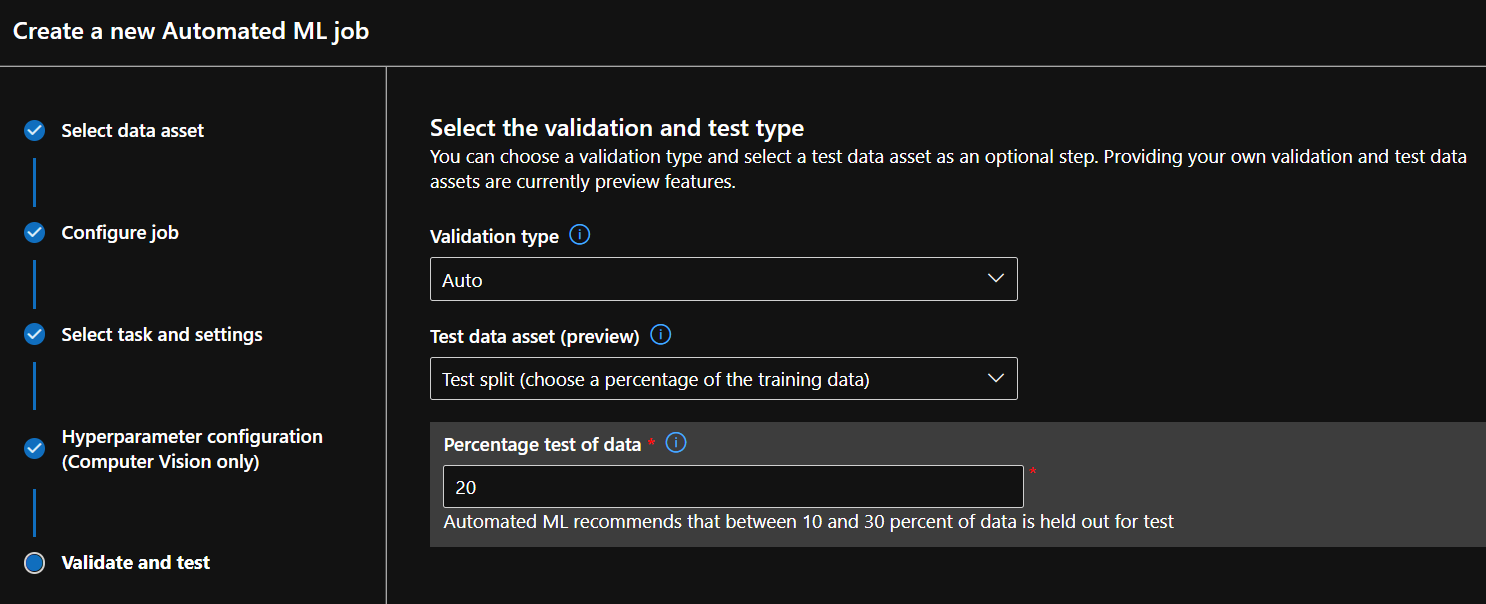 Create a new Automated ML job
Select data asset
Configure job
Select task and settings
Hyperparameter configuration
(Computer Vision only)
Validate and test
Select the validation and test type
You can choose a validation type and select a test data asset as an optional step. Providing your own validation and test data
assets are currently preview features.
Validation type
Auto
Test data asset (preview)
Test split (choose a percentage of the training data)
Percentage test of data *
20 *
Automated ML recommends that between 10 and 30 percent of data is held out for test